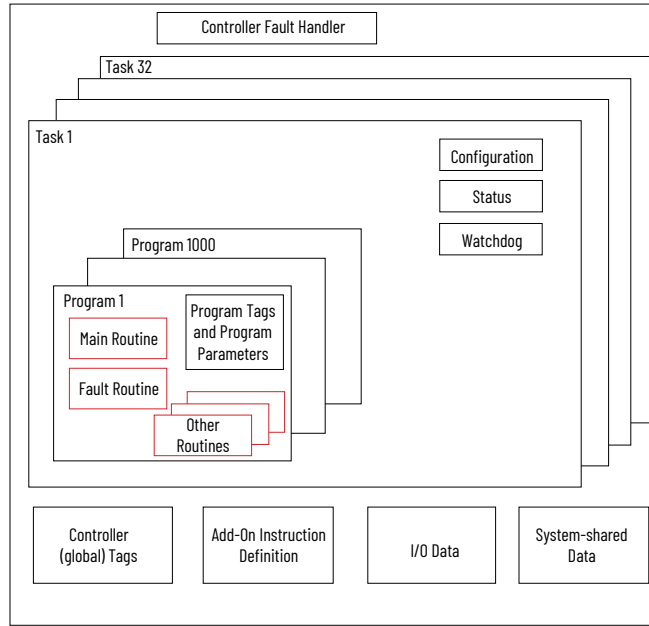 Controller Fault Handler
Task 32
Task 1
Configuration
Status
Watchdog
Program 1000
Program 1
Program Tags
and Program
Parameters
Main Routine
Fault Routine
Other
Routines
Controller
(global) Tags
Add-On Instruction
Definition
I/O Data
System-shared
Data